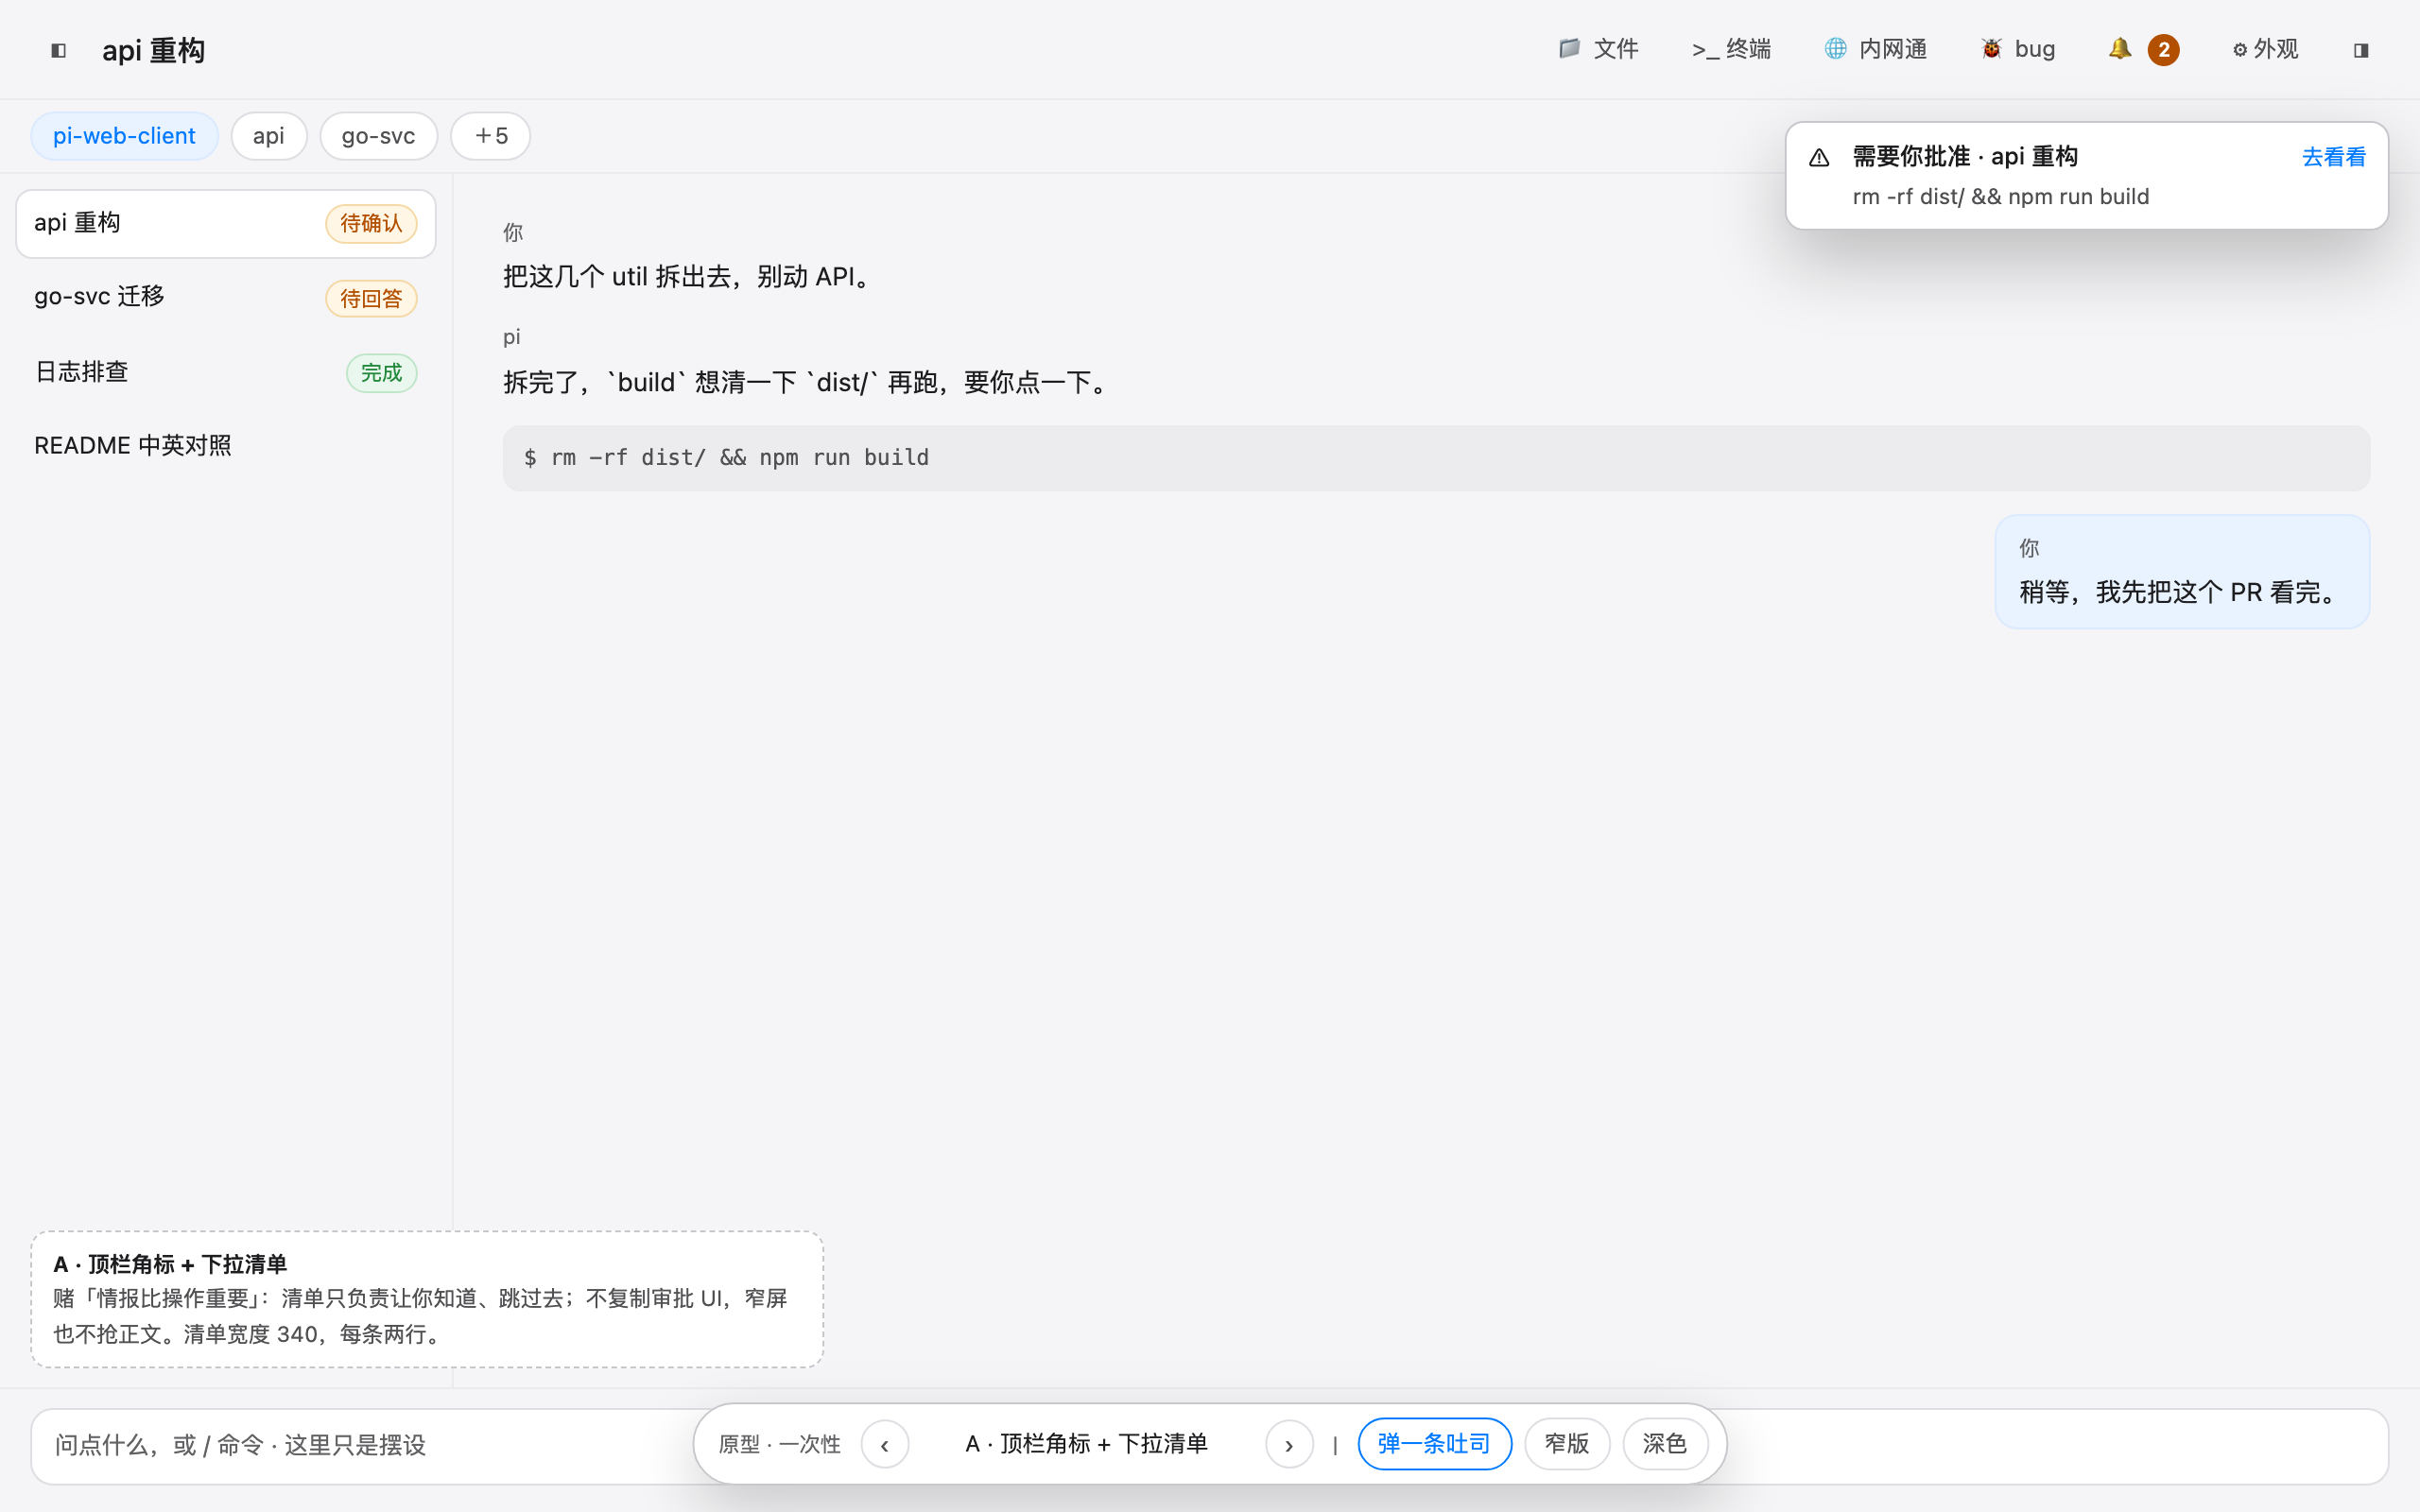 api 重构
文件
>_ 终端
内网通
bug
2
外观
pi-web-client
api
go-svc
+5
需要你批准 · api 重构
去看看
rm -rf dist/ && npm run build
api 重构
待确认
go-svc 迁移
待回答
日志排查
完成
README 中英对照
你
把这几个 util 拆出去，别动 API。
pi
拆完了，`build` 想清一下 `dist/` 再跑，要你点一下。
$ rm -rf dist/ && npm run build
你
稍等，我先把这个 PR 看完。
A · 顶栏角标 + 下拉清单
赌「情报比操作重要」：清单只负责让你知道、跳过去；不复制审批 UI，窄屏
也不抢正文。清单宽度 340，每条两行。
问点什么，或 / 命令 · 这里只是摆设
原型 · 一次性
‹
A · 顶栏角标 + 下拉清单
›
|
弹一条吐司
窄版
深色